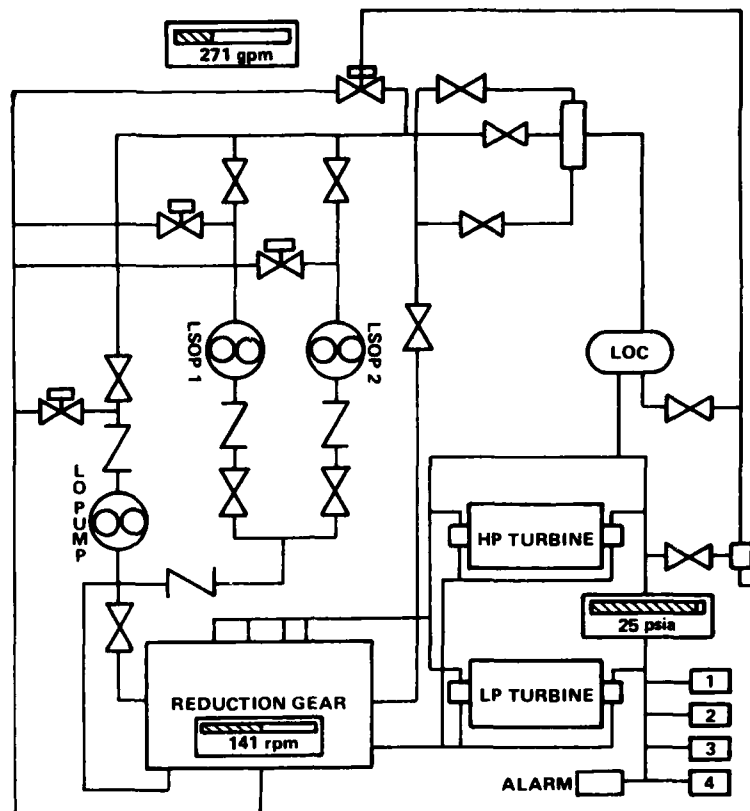 271 gpm
LSOP 1
LSOP 2
LOC
LO PUMP
HP TURBINE
25 psia
REDUCTION GEAR
141 rpm
LP TURBINE
1
2
3
ALARM
4